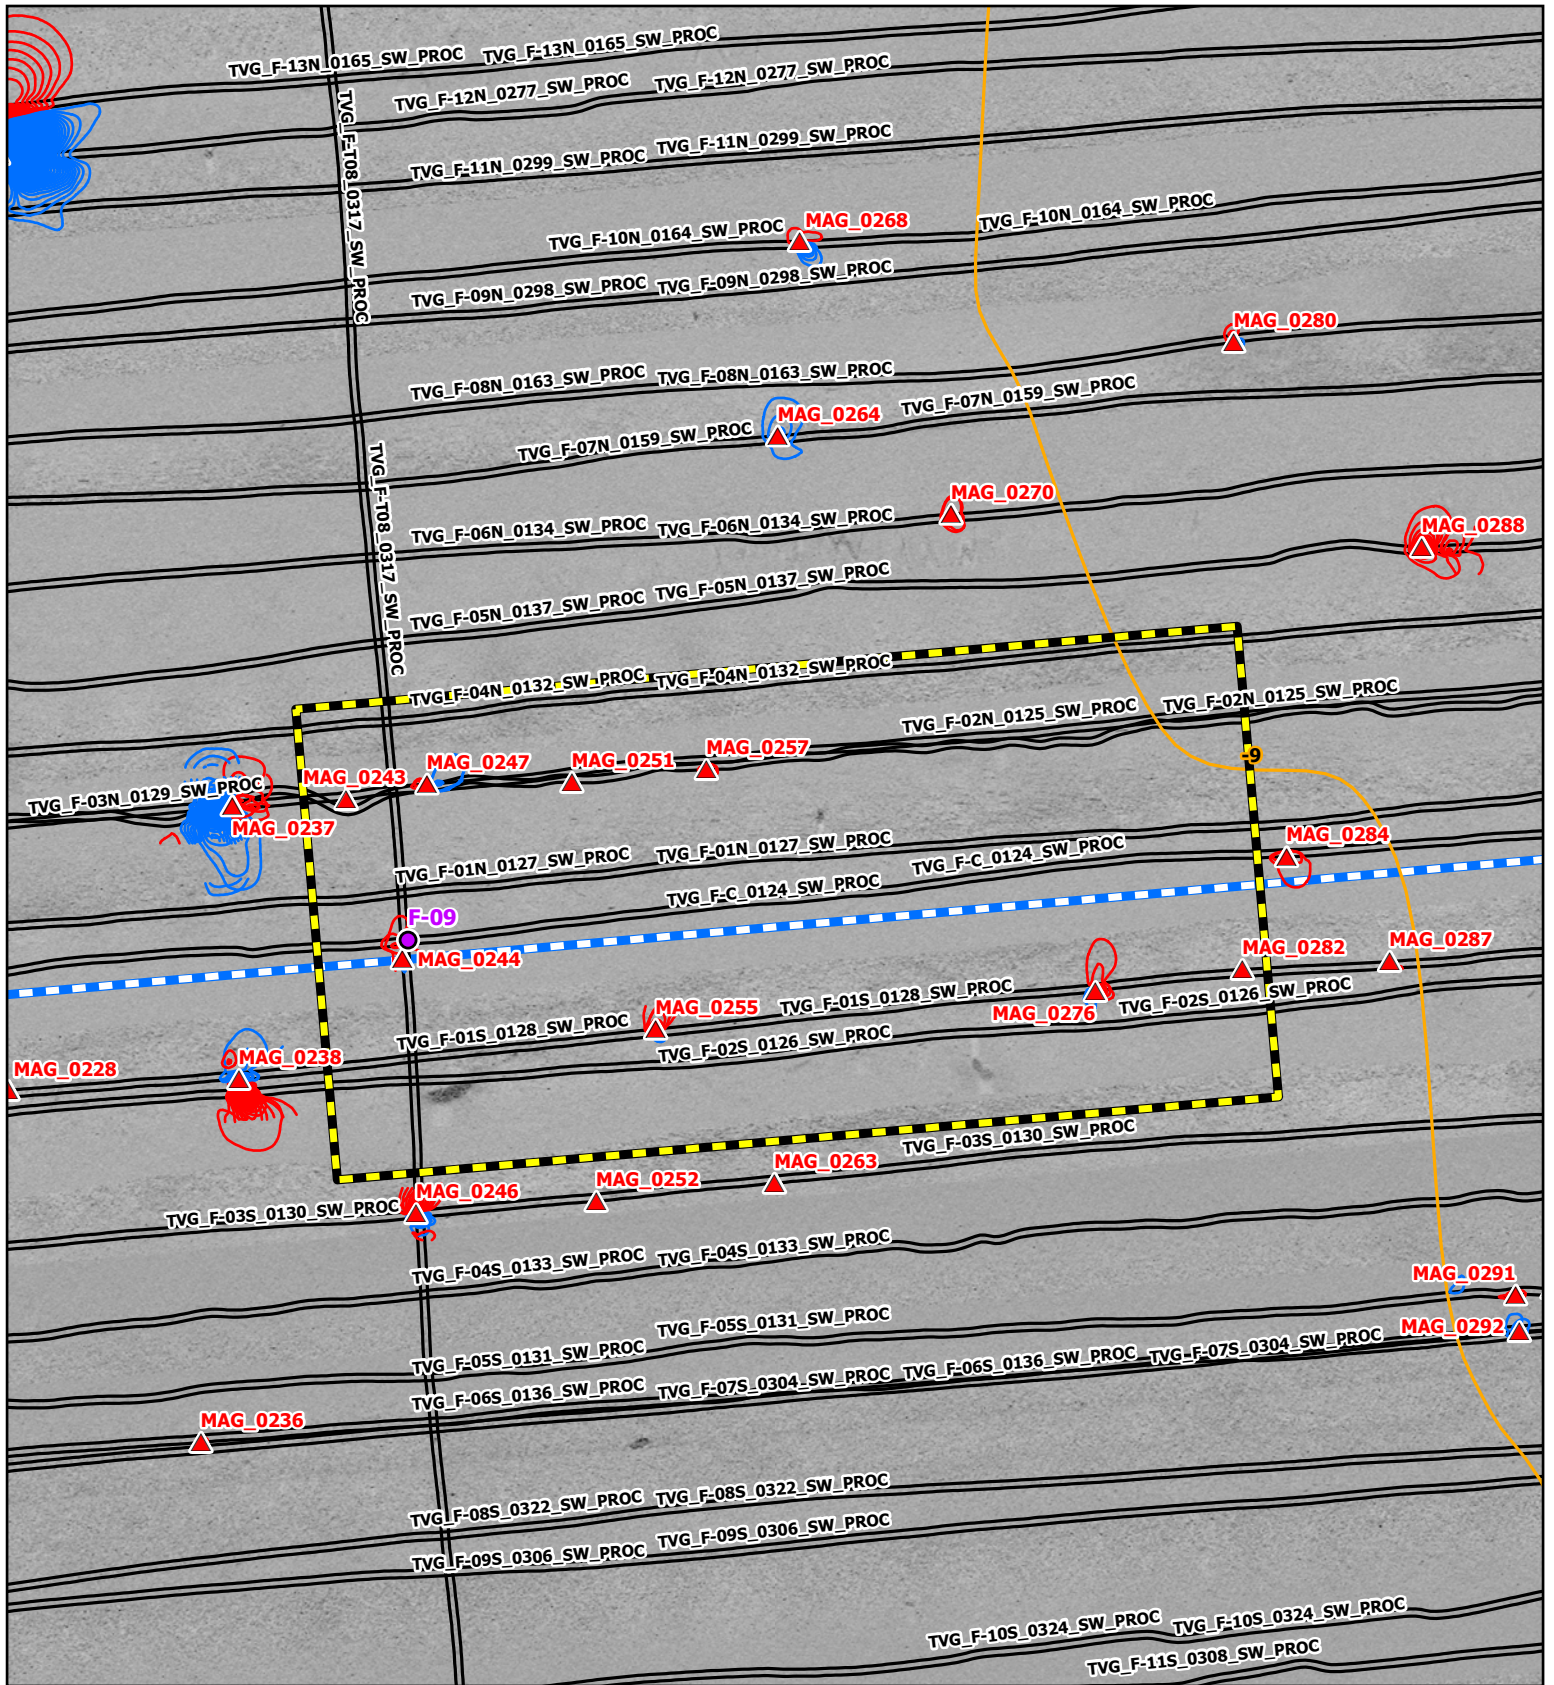 TVG_F-13N_0165_SW_PROC
TVG_F-13N_0165_SW_PROC
TVG_F-12N_0277_SW_PROC
TVG_F-12N_0277_SW_PROC
TVG_F-T08_0317_SW_PROC
TVG_F-11N_0299_SW_PROC
TVG_F-11N_0299_SW_PROC
MAG_0268
TVG_F-10N_0164_SW_PROC
TVG_F-10N_0164_SW_PROC
TVG_F-09N_0298_SW_PROC
TVG_F-09N_0298_SW_PROC
MAG_0280
TVG_F-08N_0163_SW_PROC
TVG_F-08N_0163_SW_PROC
TVG_F-07N_0159_SW_PROC
MAG_0264
TVG_F-07N_0159_SW_PROC
TVG_F-T08_0317_SW_PROC
MAG_0270
TVG_F-06N_0134_SW_PROC
TVG_F-06N_0134_SW_PROC
MAG_0288
TVG_F-05N_0137_SW_PROC
TVG_F-05N_0137_SW_PROC
TVG_F-04N_0132_SW_PROC
TVG_F-04N_0132_SW_PROC
TVG_F-02N_0125_SW_PROC
TVG_F-02N_0125_SW_PROC
-9
MAG_0257
MAG_0251
MAG_0247
MAG_0243
TVG_F-03N_0129_SW_PROC
MAG_0237
MAG_0284
TVG_F-01N_0127_SW_PROC
TVG_F-01N_0127_SW_PROC
TVG_F-C_0124_SW_PROC
TVG_F-C_0124_SW_PROC
F-09
MAG_0244
MAG_0282
MAG_0287
MAG_0276
TVG_F-02S_0126_SW_PROC
TVG_F-01S_0128_SW_PROC
MAG_0255
TVG_F-01S_0128_SW_PROC
TVG_F-02S_0126_SW_PROC
MAG_0238
MAG_0228
TVG_F-03S_0130_SW_PROC
MAG_0263
MAG_0252
MAG_0246
TVG_F-03S_0130_SW_PROC
TVG_F-04S_0133_SW_PROC
TVG_F-04S_0133_SW_PROC
MAG_0291
MAG_0292
TVG_F-05S_0131_SW_PROC
TVG_F-05S_0131_SW_PROC
TVG_F-06S_0136_SW_PROC
TVG_F-07S_0304_SW_PROC
TVG_F-06S_0136_SW_PROC
TVG_F-07S_0304_SW_PROC
MAG_0236
TVG_F-08S_0322_SW_PROC
TVG_F-08S_0322_SW_PROC
TVG_F-09S_0306_SW_PROC
TVG_F-09S_0306_SW_PROC
TVG_F-10S_0324_SW_PROC
TVG_F-10S_0324_SW_PROC
TVG_F-11S_0308_SW_PROC